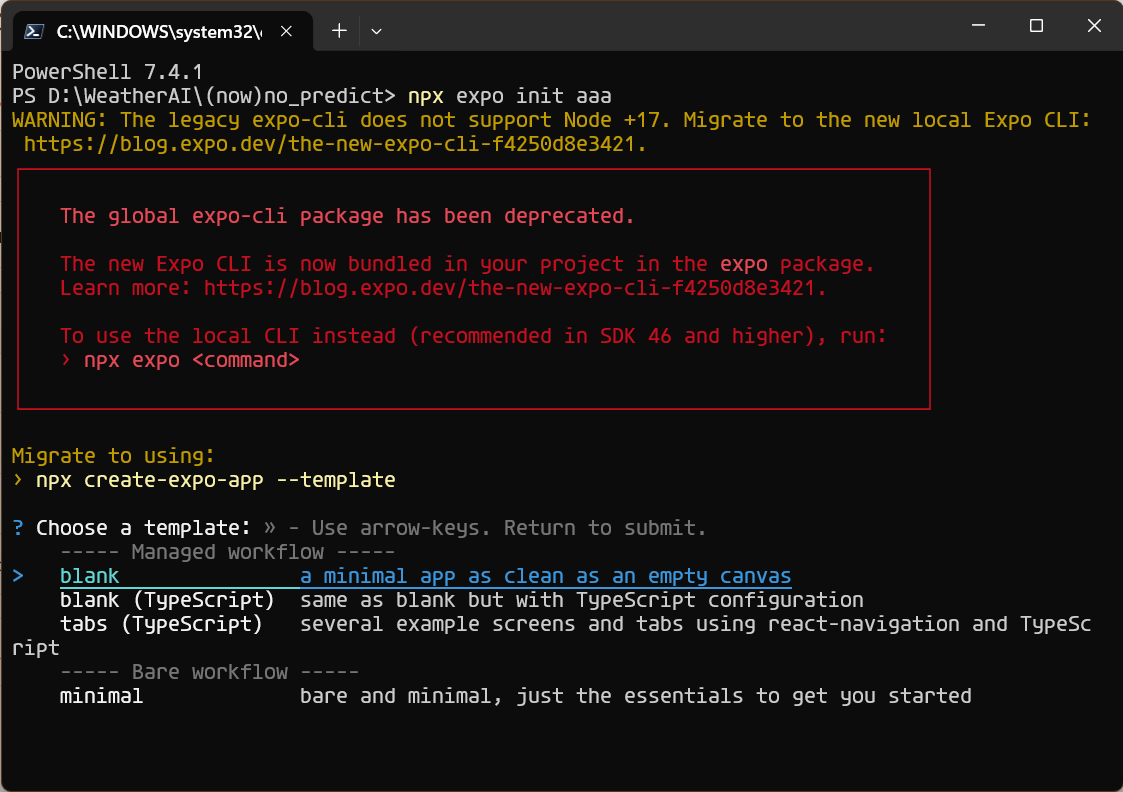 C:\WINDOWS\system32\
PowerShell 7.4.1
PS D:\WeatherAI\(now)no_predict> npx expo init aaa
WARNING: The legacy expo-cli does not support Node +17. Migrate to the new local Expo CLI:
https://blog.expo.dev/the-new-expo-cli-f4250d8e3421.
The global expo-cli package has been deprecated.
The new Expo CLI is now bundled in your project in the expo package.
Learn more: https://blog.expo.dev/the-new-expo-cli-f4250d8e3421.
To use the local CLI instead (recommended in SDK 46 and higher), run:
› npx expo <command>
Migrate to using:
› npx create-expo-app --template
? Choose a template: » - Use arrow-keys. Return to submit.
----- Managed workflow -----
> blank a minimal app as clean as an empty canvas
blank (TypeScript) same as blank but with TypeScript configuration
tabs (TypeScript) several example screens and tabs using react-navigation and TypeSc
ript
----- Bare workflow -----
minimal bare and minimal, just the essentials to get you started